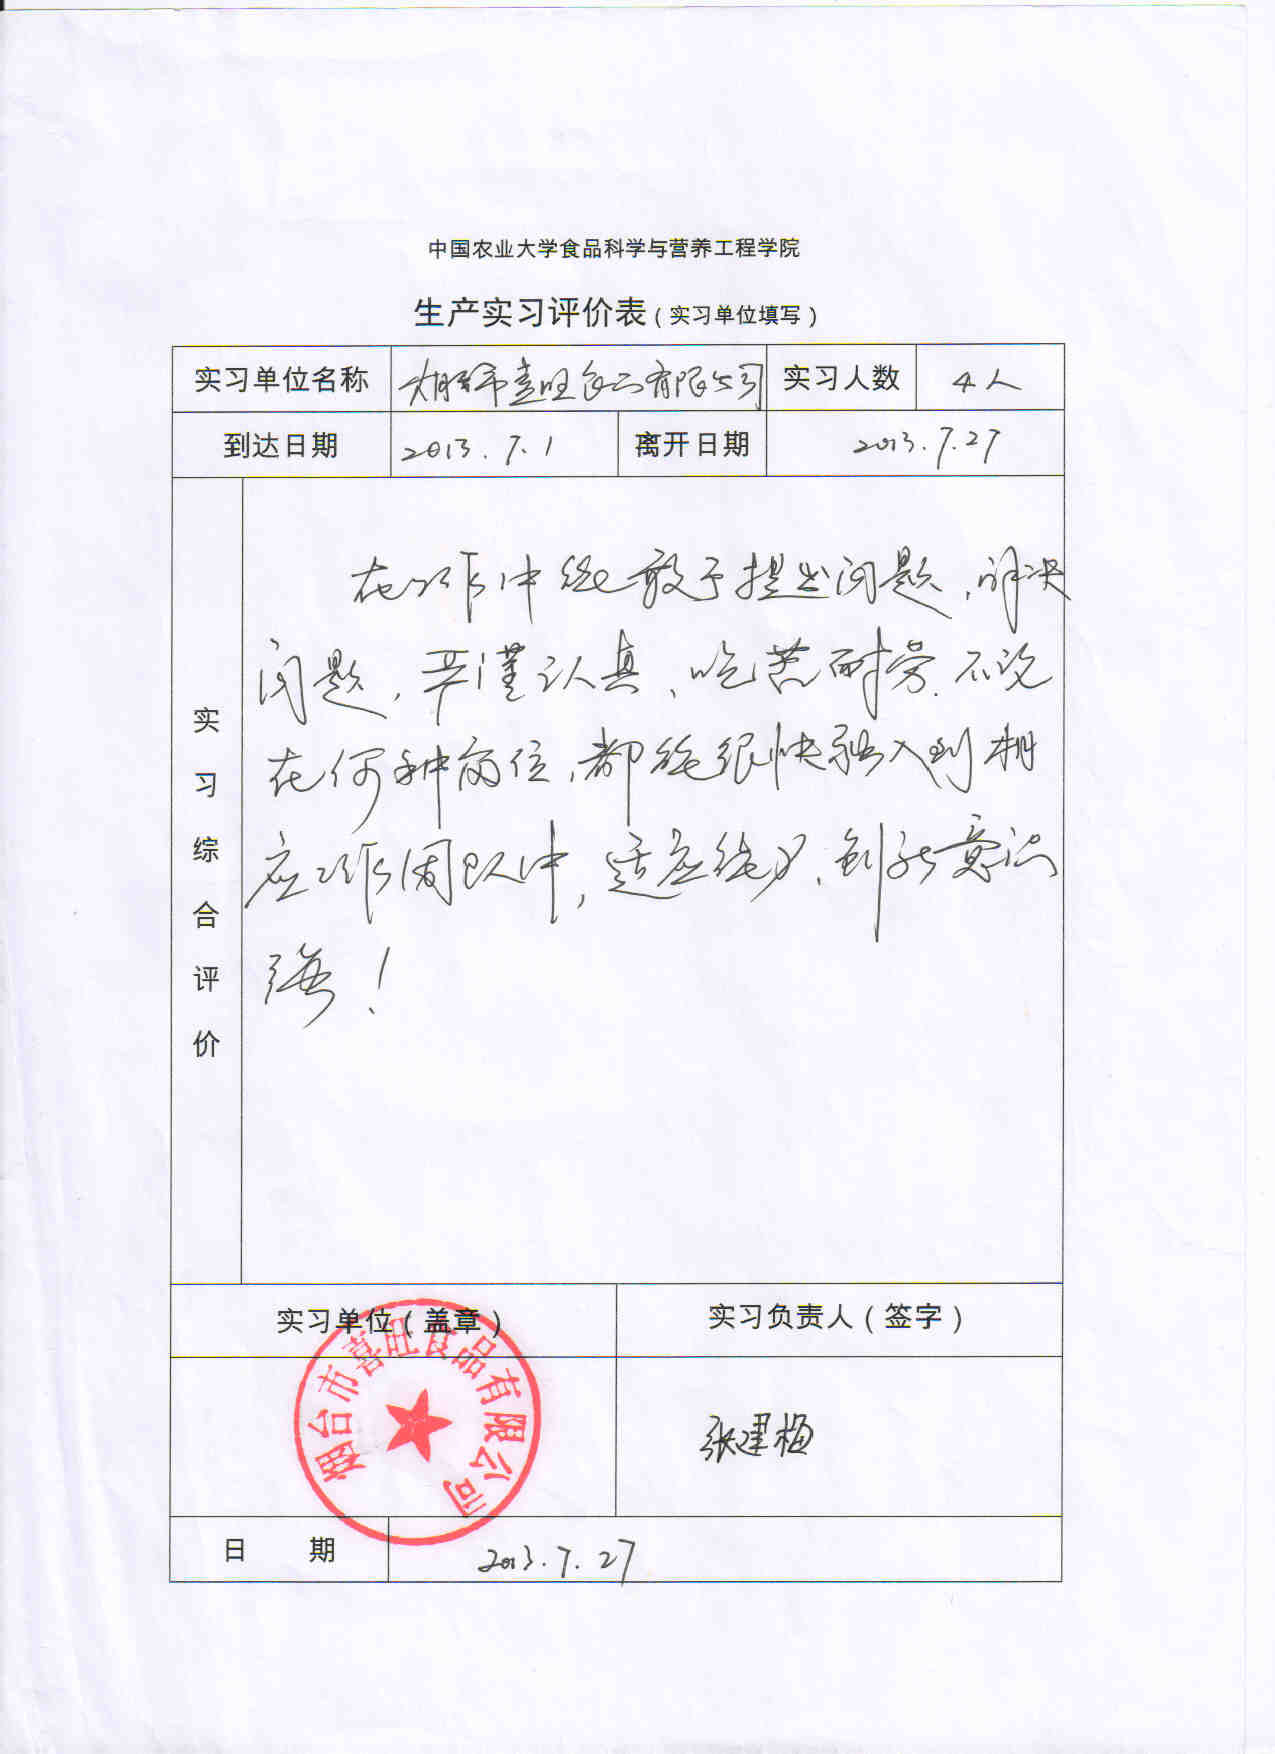 中国农业大学食品科学与营养工程学院
生产实习评价表（实习单位填写）
实习单位名称 烟台市喜旺食品有限公司 实习人数 4人
到达日期 2013.7.1 离开日期 2013.7.27
实习综合评价
在工作中能敢于提出问题，解决
问题，严谨认真、吃苦耐劳.不论
在何种岗位，都能很快融入到相
应工作团队中，适应能力、创新意识
强！
实习单位（盖章） 实习负责人（签字）
烟台市喜旺食品有限公司
张建梅
日 期 2013.7.27